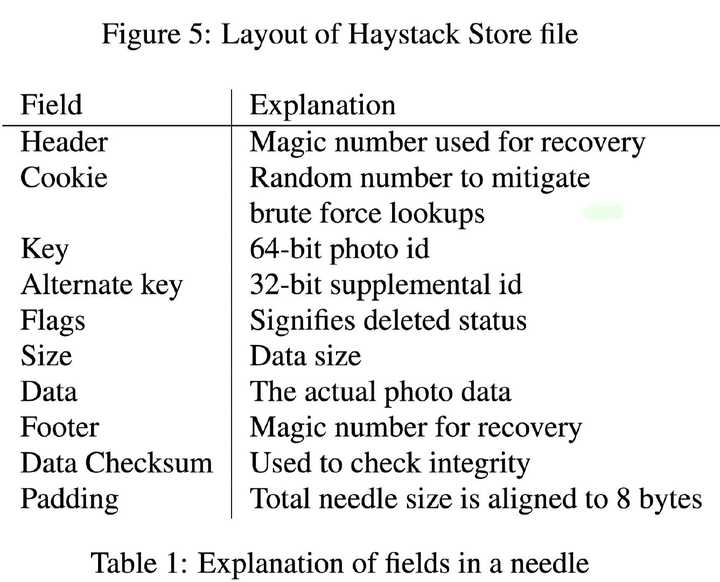 Figure 5: Layout of Haystack Store file
Field Explanation
Header Magic number used for recovery
Cookie Random number to mitigate
brute force lookups
Key 64-bit photo id
Alternate key 32-bit supplemental id
Flags Signifies deleted status
Size Data size
Data The actual photo data
Footer Magic number for recovery
Data Checksum Used to check integrity
Padding Total needle size is aligned to 8 bytes
Table 1: Explanation of fields in a needle